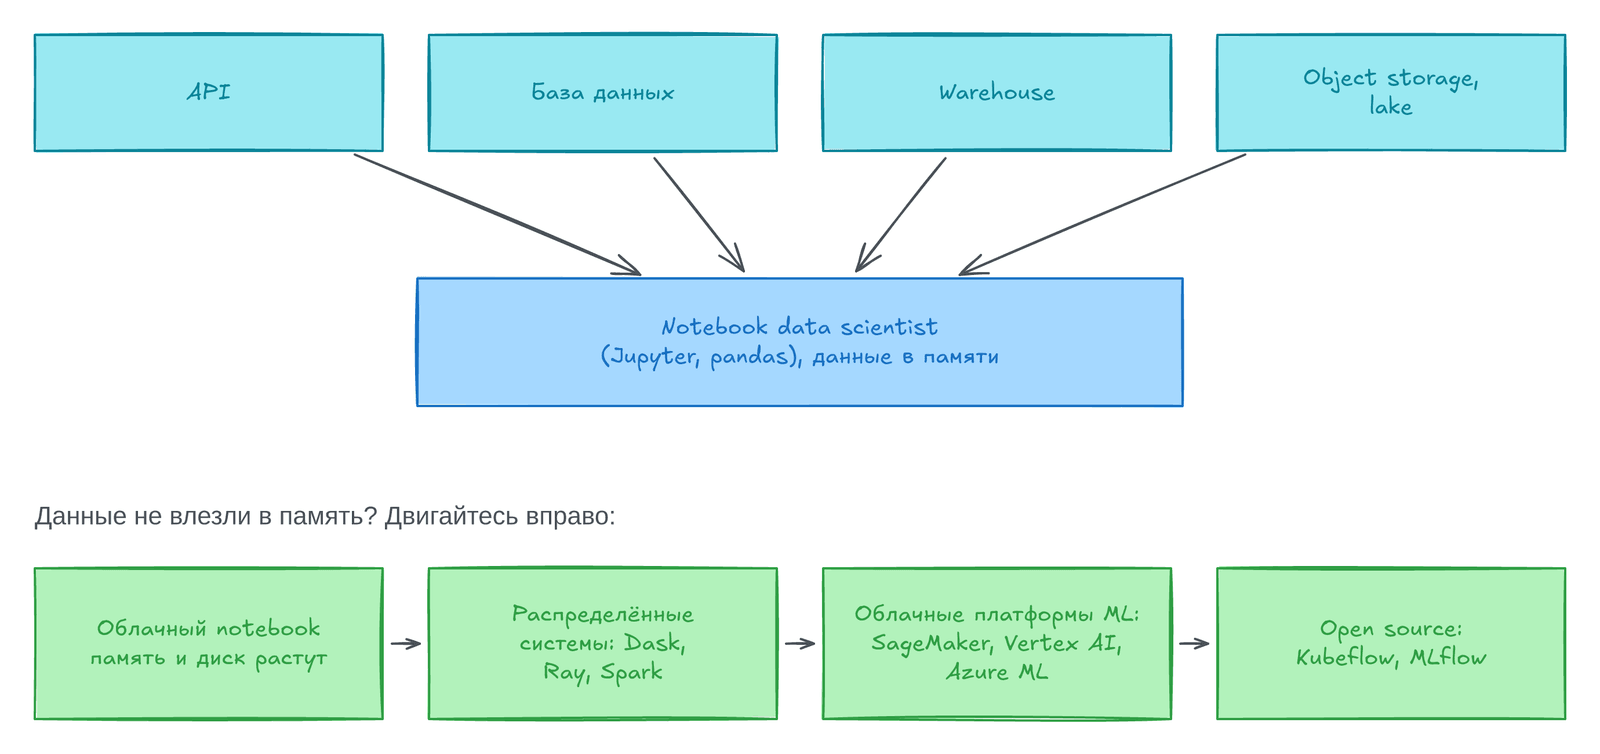 API
База данных
Warehouse
Object storage,
lake
Notebook data scientist
(Jupyter, pandas), данные в памяти
Данные не влезли в память? Двигайтесь вправо:
Облачный notebook
память и диск растут
Распределённые
системы: Dask,
Ray, Spark
Облачные платформы ML:
SageMaker, Vertex AI,
Azure ML
Open source:
Kubeflow, MLflow